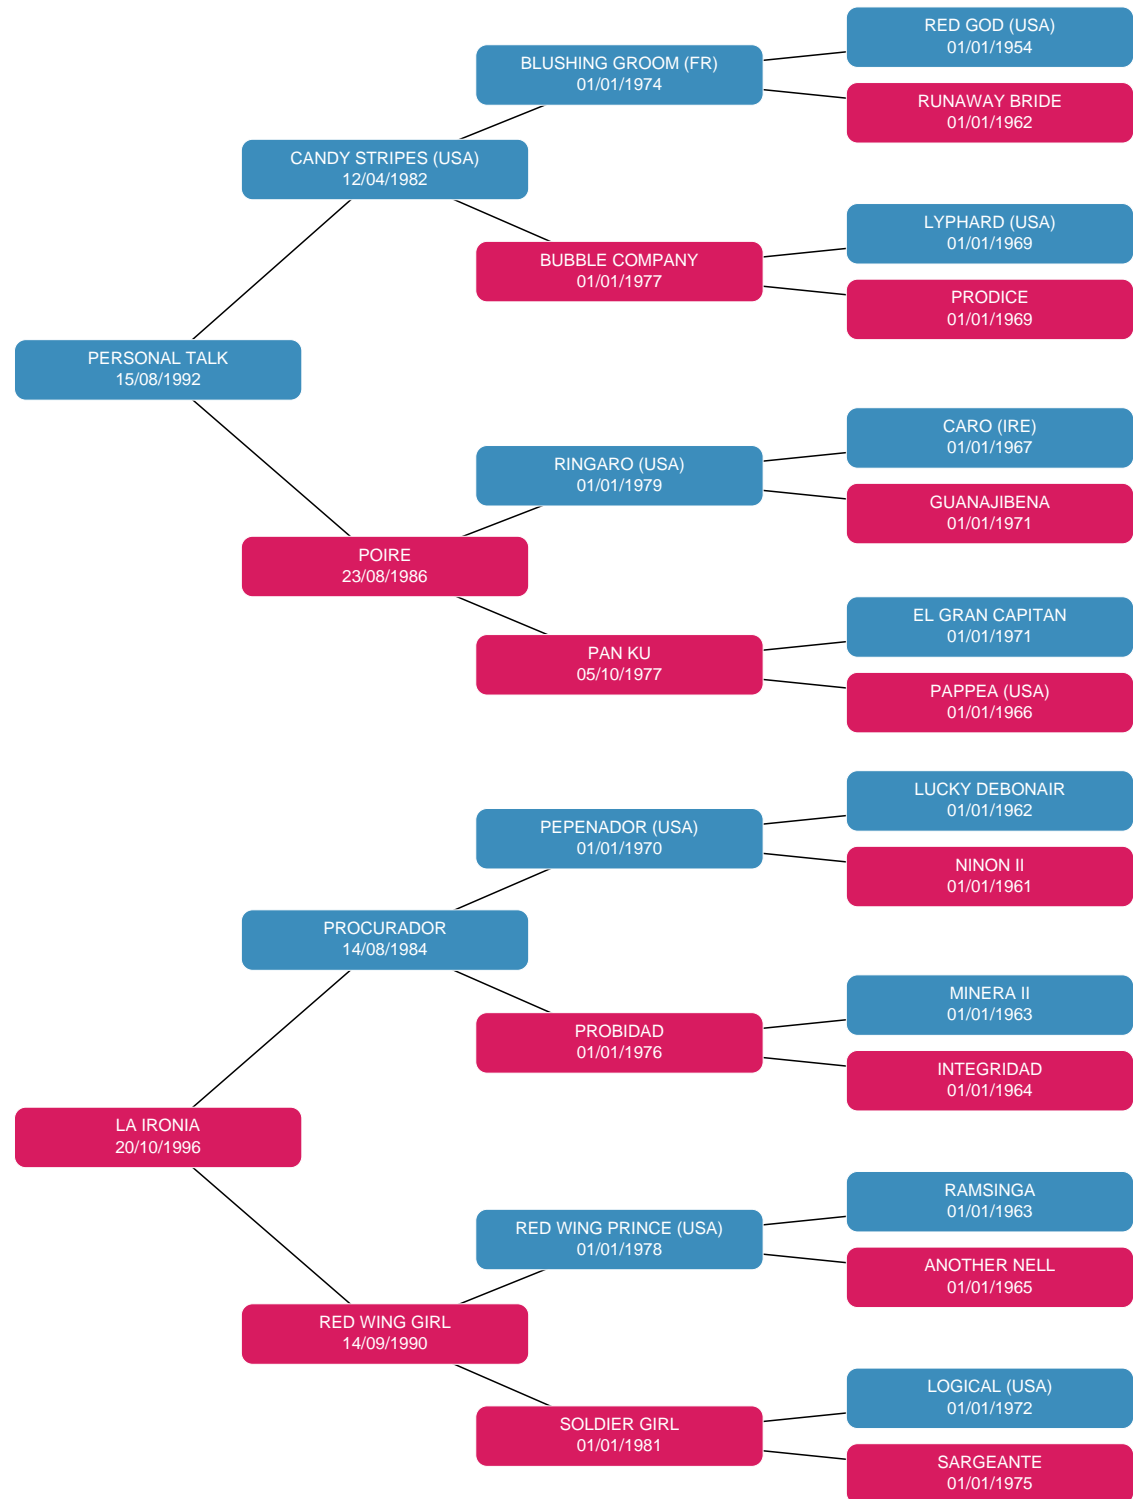 RED GOD (USA)
01/01/1954
BLUSHING GROOM (FR)
01/01/1974
RUNAWAY BRIDE
01/01/1962
CANDY STRIPES (USA)
12/04/1982
LYPHARD (USA)
01/01/1969
BUBBLE COMPANY
01/01/1977
PRODICE
01/01/1969
PERSONAL TALK
15/08/1992
CARO (IRE)
01/01/1967
RINGARO (USA)
01/01/1979
GUANAJIBENA
01/01/1971
POIRE
23/08/1986
EL GRAN CAPITAN
01/01/1971
PAN KU
05/10/1977
PAPPEA (USA)
01/01/1966
LUCKY DEBONAIR
01/01/1962
PEPENADOR (USA)
01/01/1970
NINON II
01/01/1961
PROCURADOR
14/08/1984
MINERA II
01/01/1963
PROBIDAD
01/01/1976
INTEGRIDAD
01/01/1964
LA IRONIA
20/10/1996
RAMSINGA
01/01/1963
RED WING PRINCE (USA)
01/01/1978
ANOTHER NELL
01/01/1965
RED WING GIRL
14/09/1990
LOGICAL (USA)
01/01/1972
SOLDIER GIRL
01/01/1981
SARGEANTE
01/01/1975